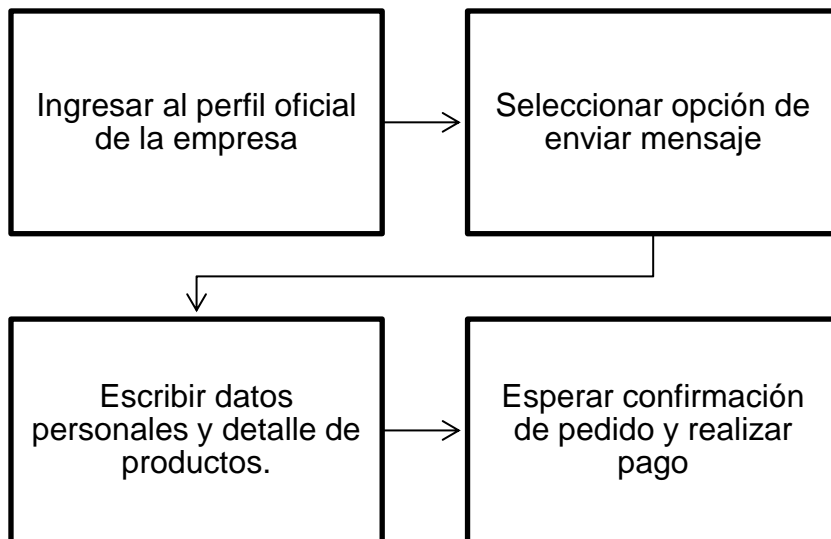 Ingresar al perfil oficial
de la empresa
Seleccionar opción de
enviar mensaje
Escribir datos
personales y detalle de
productos.
Esperar confirmación
de pedido y realizar
pago